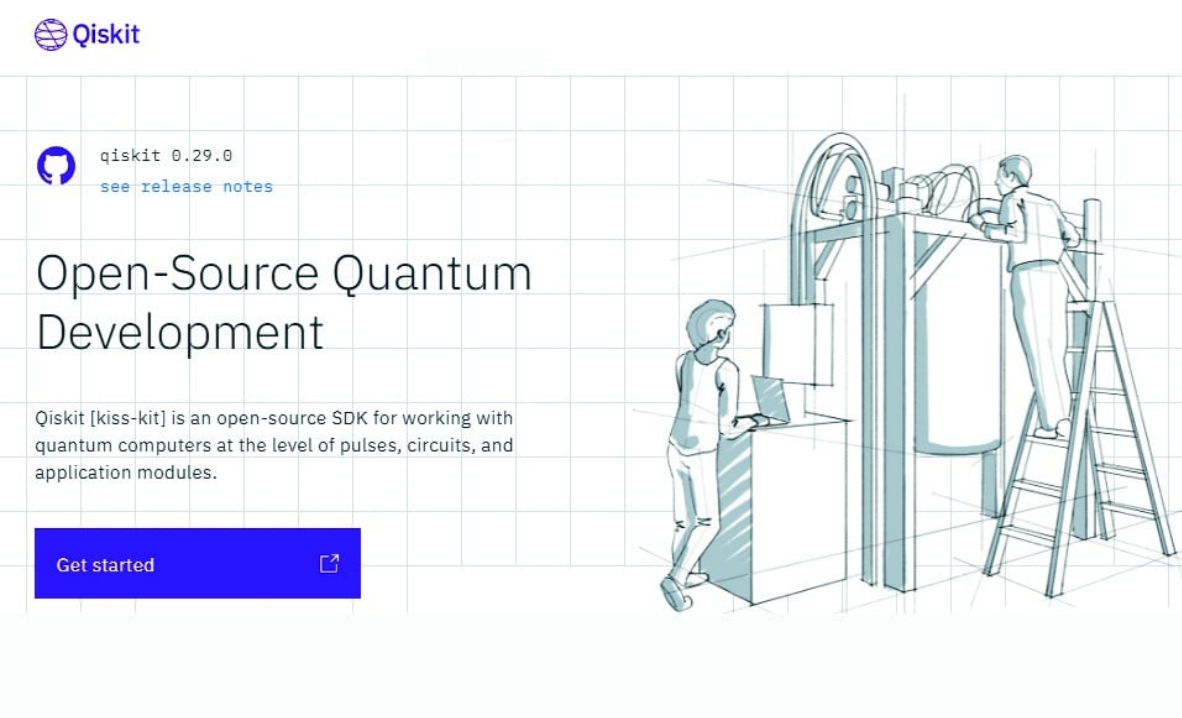 Qiskit
qiskit 0.29.0
see release notes
Open-Source Quantum
Development
Qiskit [kiss-kit] is an open-source SDK for working with
quantum computers at the level of pulses, circuits, and
application modules.
Get started